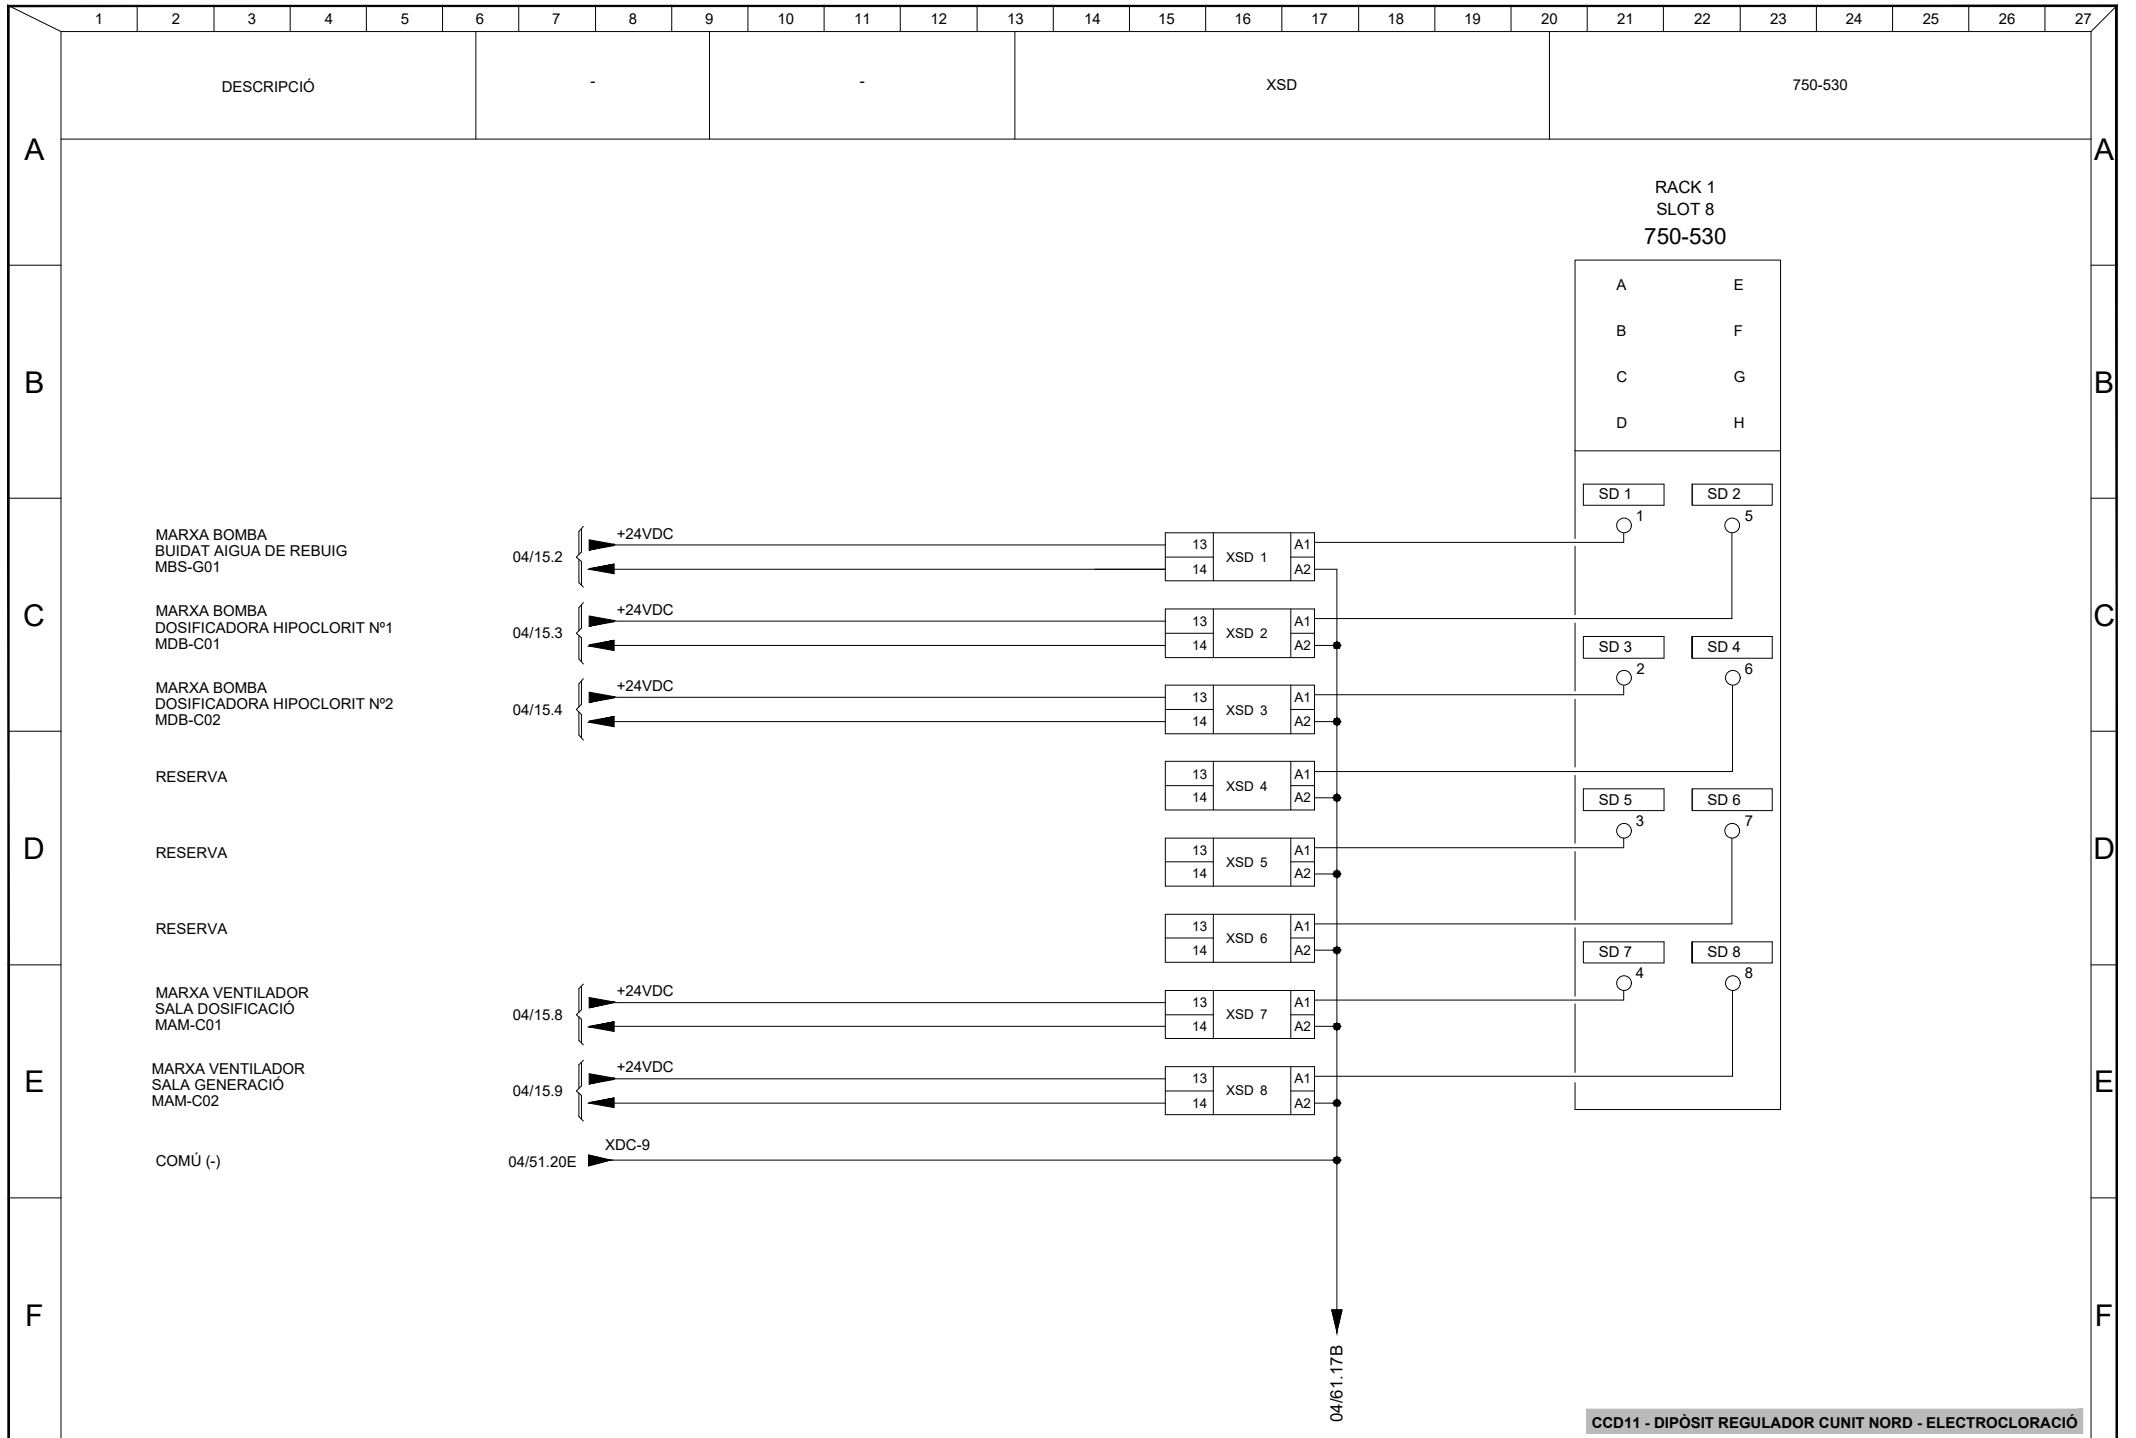 1 2 3 4 5 6 7 8 9 10 11 12 13 14 15 16 17 18 19 20 21 22 23 24 25 26 27
DESCRIPCIÓ - - XSD 750-530
A A
RACK 1
SLOT 8
750-530
A E
B F
B B
C G
D H
SD 1 SD 2
1 5
MARXA BOMBA
BUIDAT AIGUA DE REBUIG
MBS-G01
04/15.2
+24VDC
13 XSD 1 A1
14 A2
C C
MARXA BOMBA
DOSIFICADORA HIPOCLORIT Nº1
MDB-C01
04/15.3
+24VDC
13 XSD 2 A1
14 A2
SD 3 SD 4
2 6
MARXA BOMBA
DOSIFICADORA HIPOCLORIT Nº2
MDB-C02
04/15.4
+24VDC
13 XSD 3 A1
14 A2
RESERVA
13 XSD 4 A1
14 A2
SD 5 SD 6
3 7
D D
RESERVA
13 XSD 5 A1
14 A2
RESERVA
13 XSD 6 A1
14 A2
SD 7 SD 8
4 8
MARXA VENTILADOR
SALA DOSIFICACIÓ
MAM-C01
04/15.8
+24VDC
13 XSD 7 A1
14 A2
E E
MARXA VENTILADOR
SALA GENERACIÓ
MAM-C02
04/15.9
+24VDC
13 XSD 8 A1
14 A2
COMÚ (-)
04/51.20E
XDC-9
F F
04/61.17B
CCD11 - DIPÒSIT REGULADOR CUNIT NORD - ELECTROCLORACIÓ